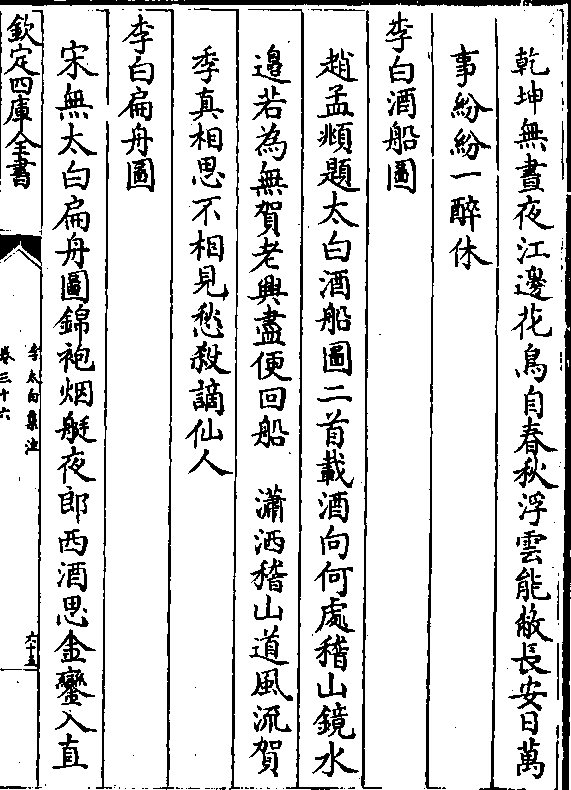 乾坤無晝夜江邊花鳥自春秋浮雲能蔽長安日萬
事紛紛一醉休
李白酒船圖
趙孟頫題太白酒船圖二首載酒向何處稽山鏡水
邊若為無賀老興盡便回船　瀟洒稽山道風流賀
季真相思不相見愁殺謫仙人
李白扁舟圖
宋無太白扁舟圖錦袍烟艇夜郎西酒思金鑾入直
欽定四庫全書
李太白集注
卷三十六
六十五